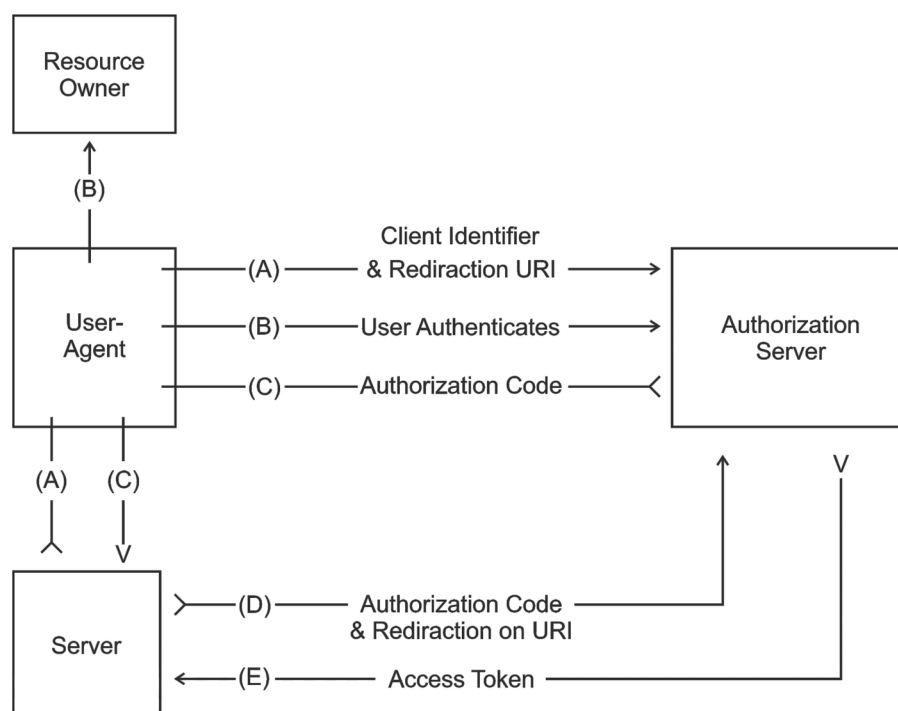 Resource
Owner
(B)
Client Identifier
(A) & Rediraction URI
User-
Agent
(B) User Authenticates
Authorization
Server
(C) Authorization Code
(A) (C)
V
V
(D) Authorization Code
& Rediraction on URI
Server
(E) Access Token